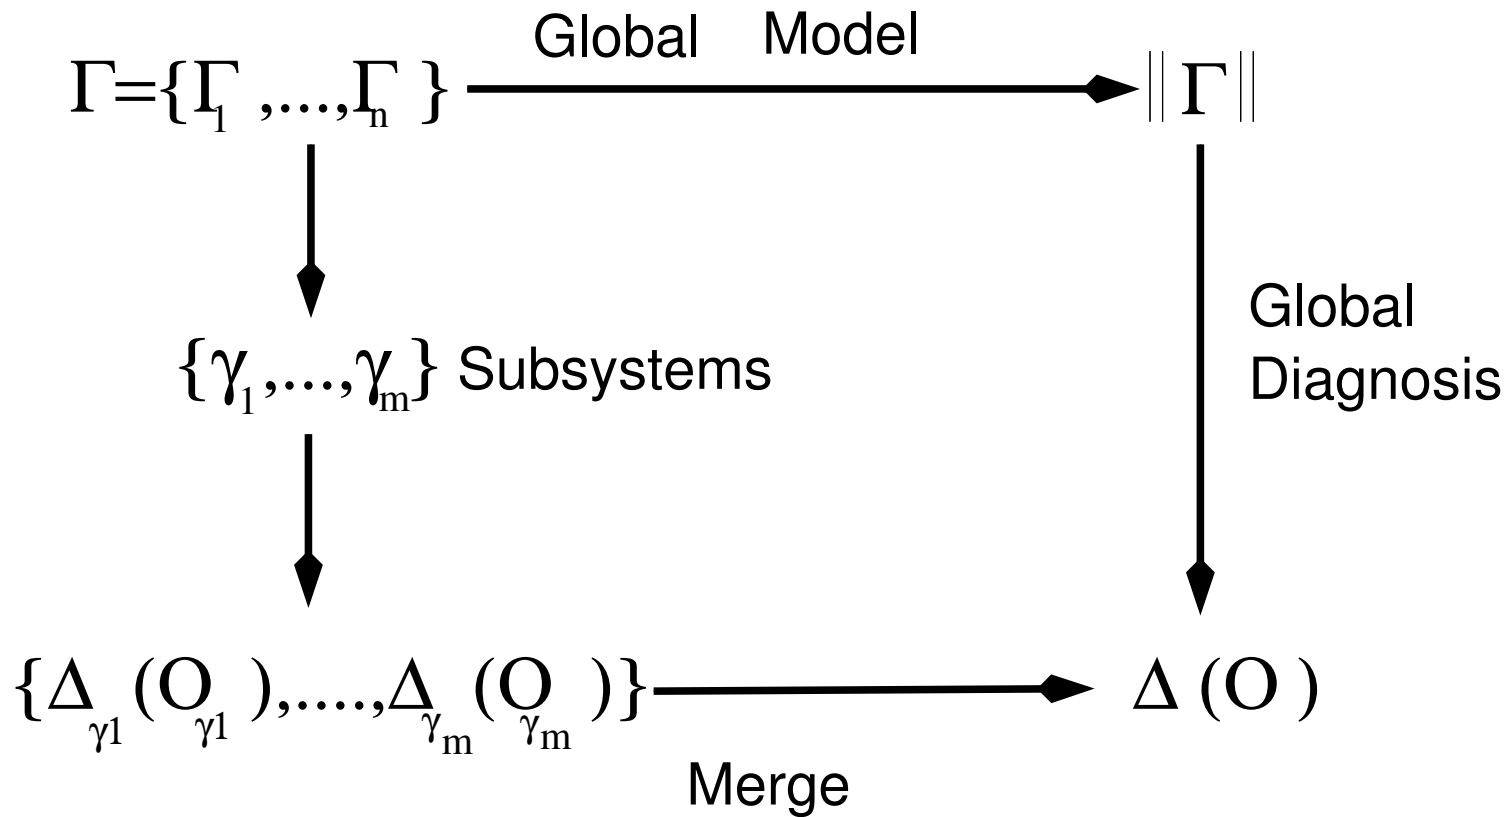 Global Model
Γ={Γ1 ,...,Γn } ||Γ||
{γ1,....,γm} Subsystems
Global
Diagnosis
{Δγ1 (Oγ1 ),....,Δγm (Oγm )} Δ (O )
Merge